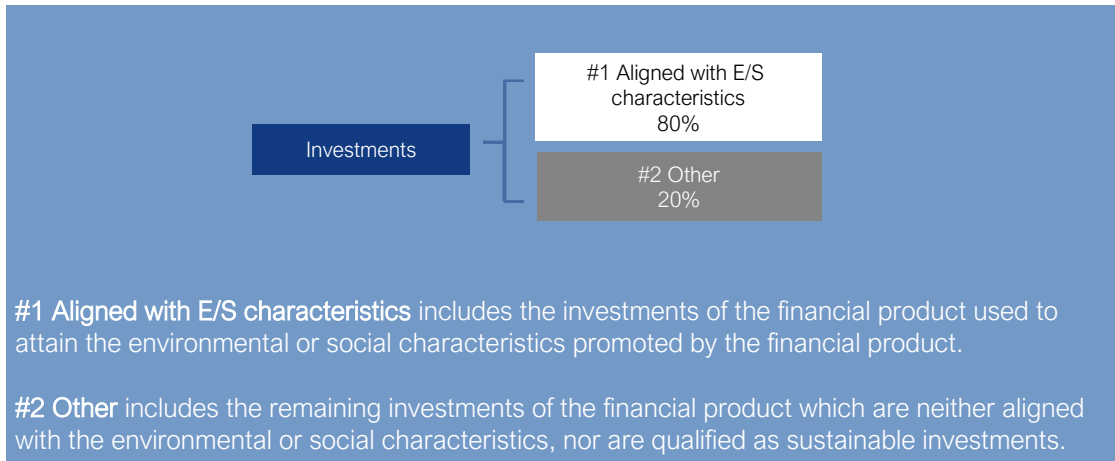 #1 Aligned with E/S
characteristics
80%
Investments
#2 Other
20%
#1 Aligned with E/S characteristics includes the investments of the financial product used to
attain the environmental or social characteristics promoted by the financial product.
#2 Other includes the remaining investments of the financial product which are neither aligned
with the environmental or social characteristics, nor are qualified as sustainable investments.